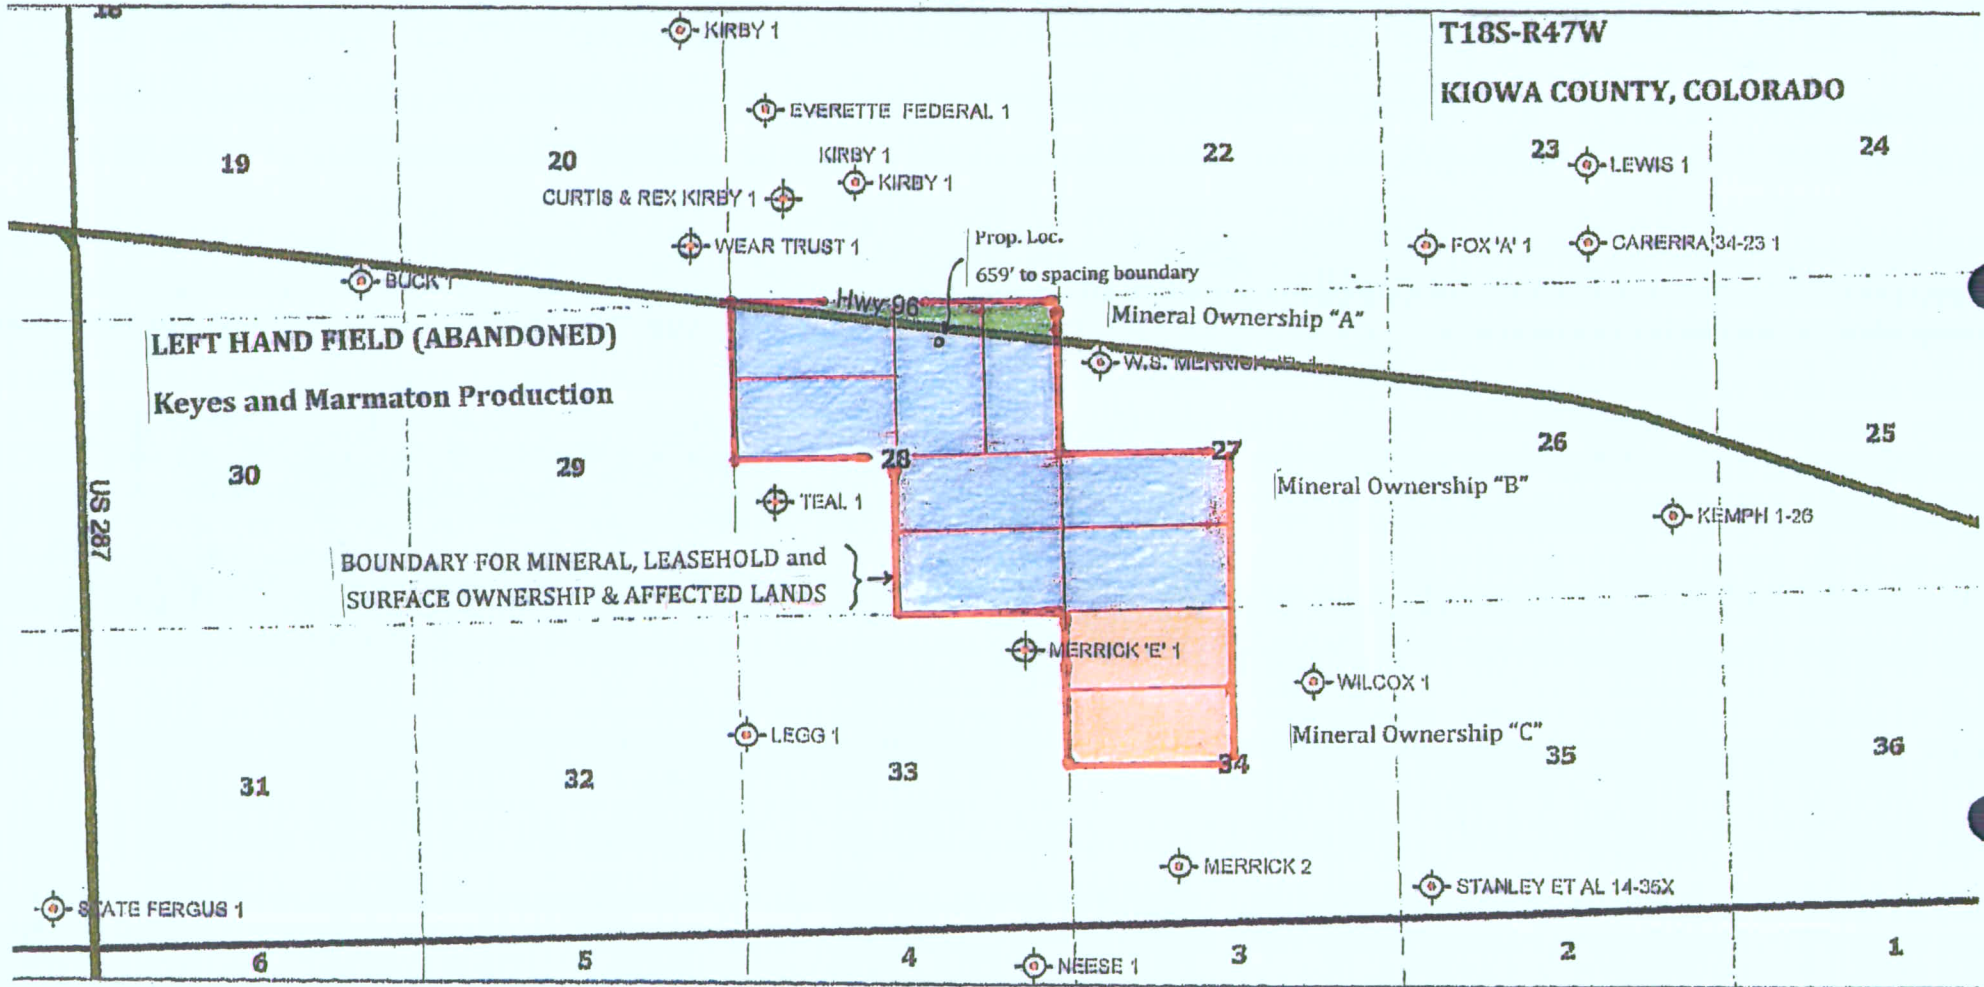 18
KIRBY 1
T18S-R47W
KIOWA COUNTY, COLORADO
EVERETTE FEDERAL 1
19
20
KIRBY 1
22
23
LEWIS 1
24
CURTIS & REX KIRBY 1
KIRBY 1
WEAR TRUST 1
Prop. Loc.
659' to spacing boundary
FOX 'A' 1
CARERRA 34-23 1
BUCK 1
Hwy 96
Mineral Ownership "A"
LEFT HAND FIELD (ABANDONED)
Keyes and Marmaton Production
W.S. MERRICK 1
30
29
28
27
26
25
US 287
TEAL 1
Mineral Ownership "B"
KEMPH 1-26
BOUNDARY FOR MINERAL, LEASEHOLD and
SURFACE OWNERSHIP & AFFECTED LANDS
MERRICK 'E' 1
WILCOX 1
LEGG 1
Mineral Ownership "C"
31
32
33
34
35
36
MERRICK 2
STANLEY ET AL 14-35X
STATE FERGUS 1
6
5
4
NEESE 1
3
2
1